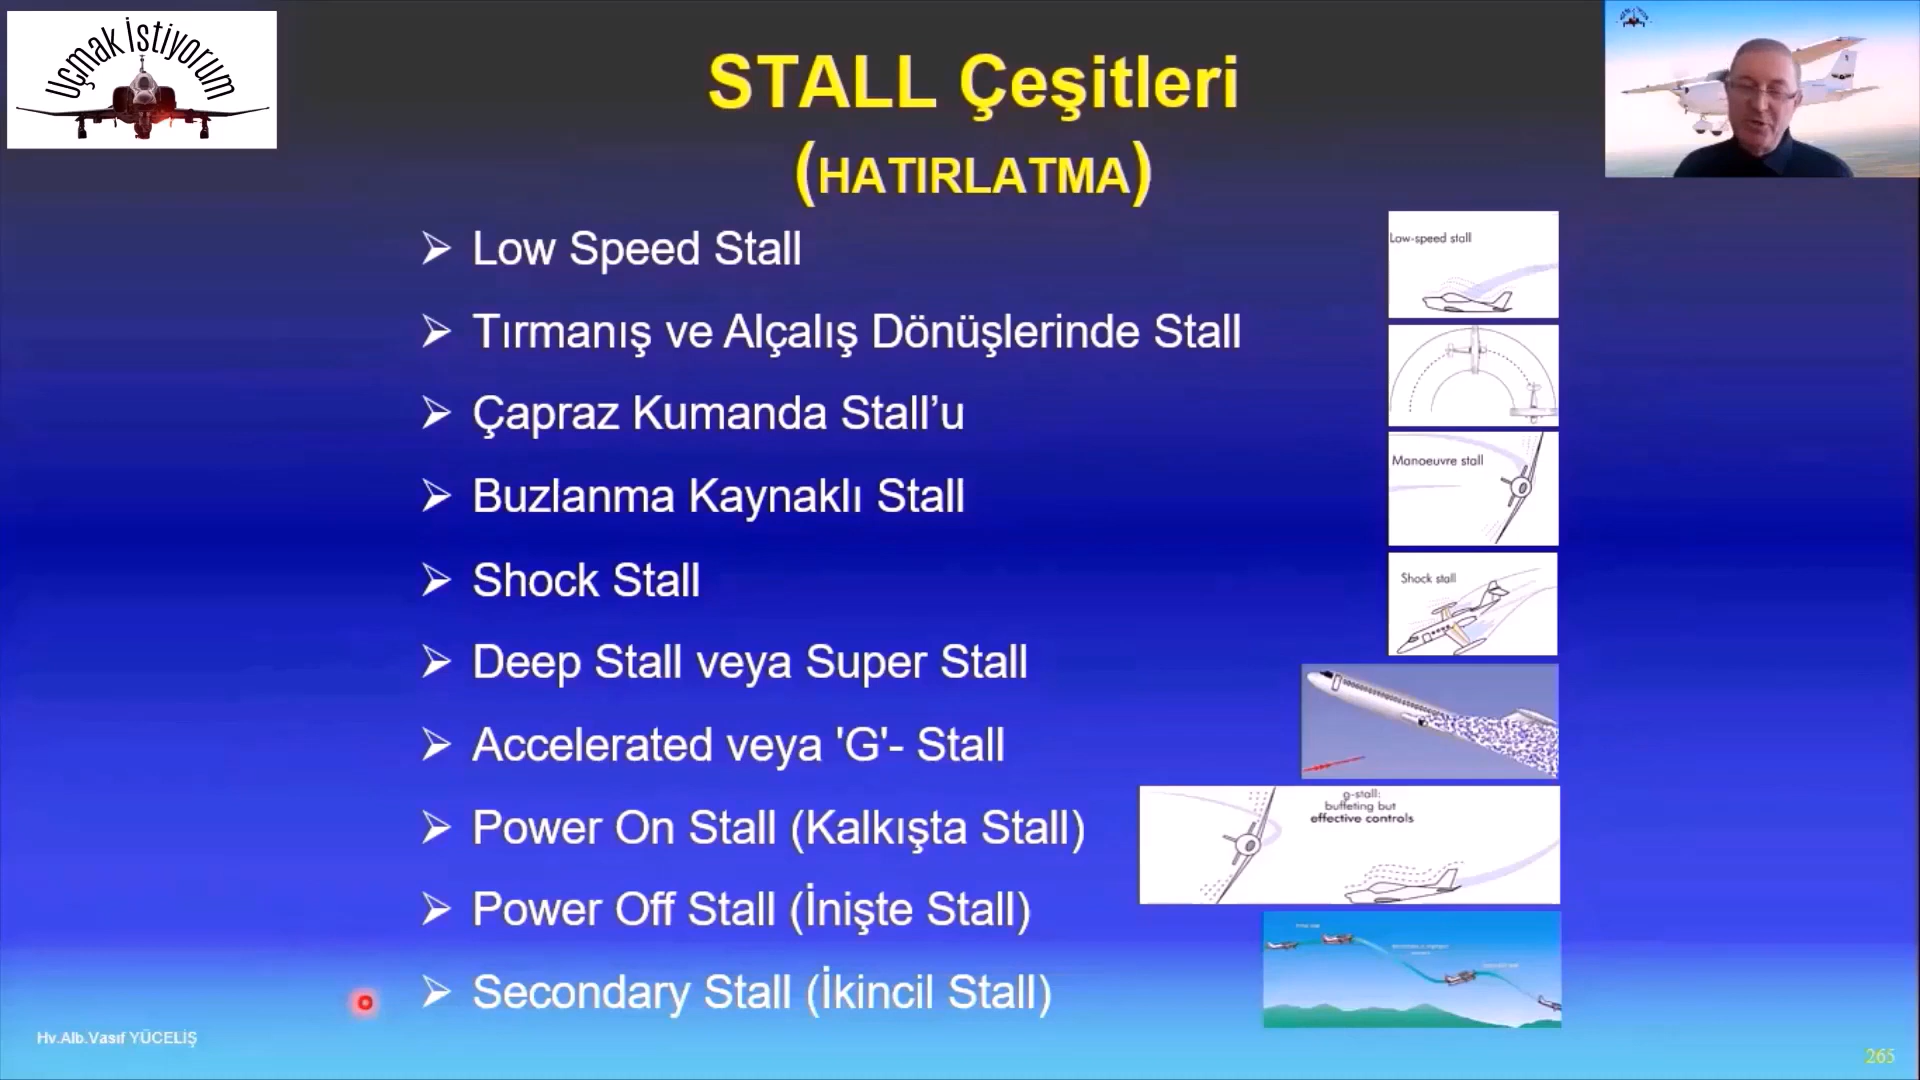 Uçmak İstiyorum
STALL Çeşitleri
(HATIRLATMA)
➢ Low Speed Stall
➢ Tırmanış ve Alçalış Dönüşlerinde Stall
➢ Çapraz Kumanda Stall’u
➢ Buzlanma Kaynaklı Stall
➢ Shock Stall
➢ Deep Stall veya Super Stall
➢ Accelerated veya 'G'- Stall
➢ Power On Stall (Kalkışta Stall)
➢ Power Off Stall (İnişte Stall)
➢ Secondary Stall (İkincil Stall)
Low-speed stall
Manoeuvre stall
Shock stall
g-stall:
buffeting but
effective controls
Hv.Alb.Vasıf YÜCELİŞ
265